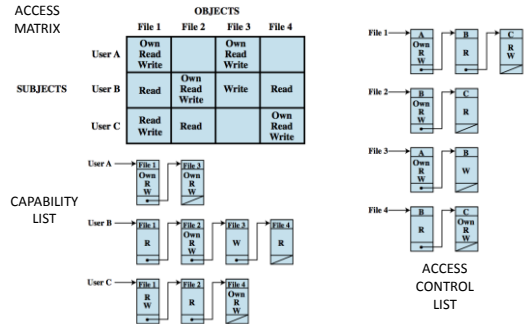 ACCESS
MATRIX
OBJECTS
File 1 File 2 File 3 File 4
SUBJECTS
User A
Own
Read
Write
Own
Read
Write
User B
Read
Own
Read
Write
Write
Read
User C
Read
Write
Read
Own
Read
Write
CAPABILITY
LIST
User A
File 1
Own
R
W
File 3
Own
R
W
User B
File 1
R
File 2
Own
R
W
File 3
W
File 4
R
User C
File 1
R
W
File 2
R
File 4
Own
R
W
File 1
A
Own
R
W
B
R
C
R
W
File 2
B
Own
R
W
C
R
File 3
A
Own
R
W
B
W
File 4
B
R
C
Own
R
W
ACCESS
CONTROL
LIST